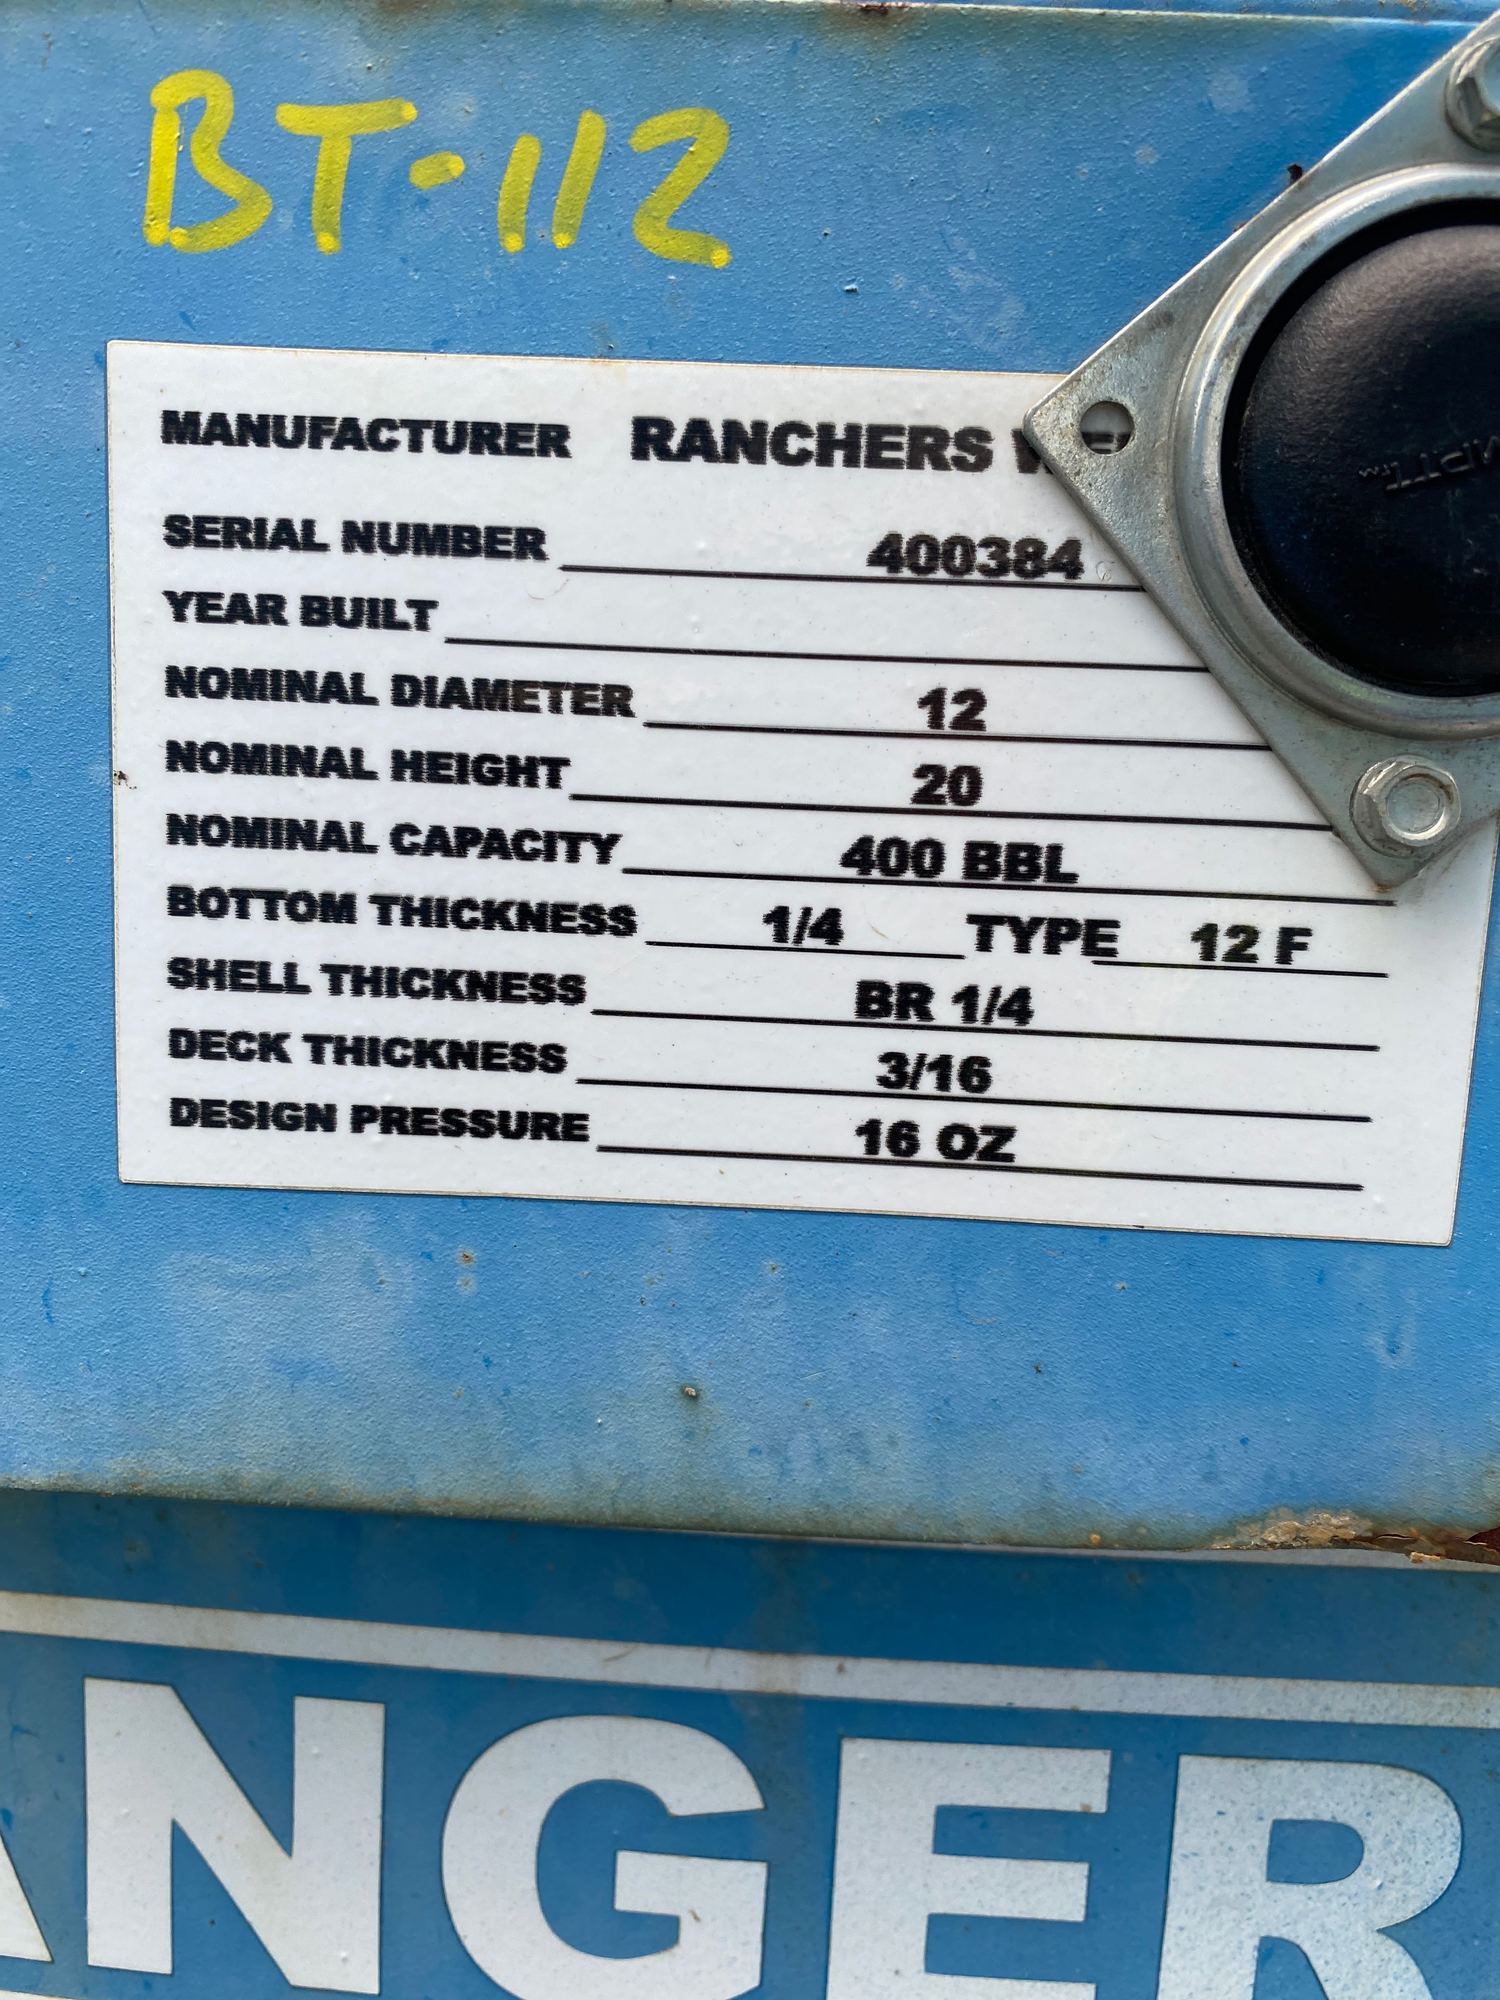 BT-112
MANUFACTURER RANCHERS
SERIAL NUMBER 400384
YEAR BUILT
NOMINAL DIAMETER 12
NOMINAL HEIGHT 20
NOMINAL CAPACITY 400 BBL
BOTTOM THICKNESS 1/4 TYPE 12 F
SHELL THICKNESS BR 1/4
DECK THICKNESS 3/16
DESIGN PRESSURE 16 OZ
ANGER